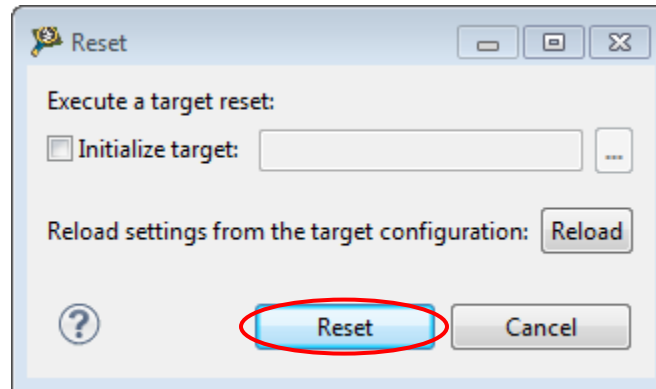 Reset
Execute a target reset:
Initialize target:
...
Reload settings from the target configuration: Reload
? Reset Cancel